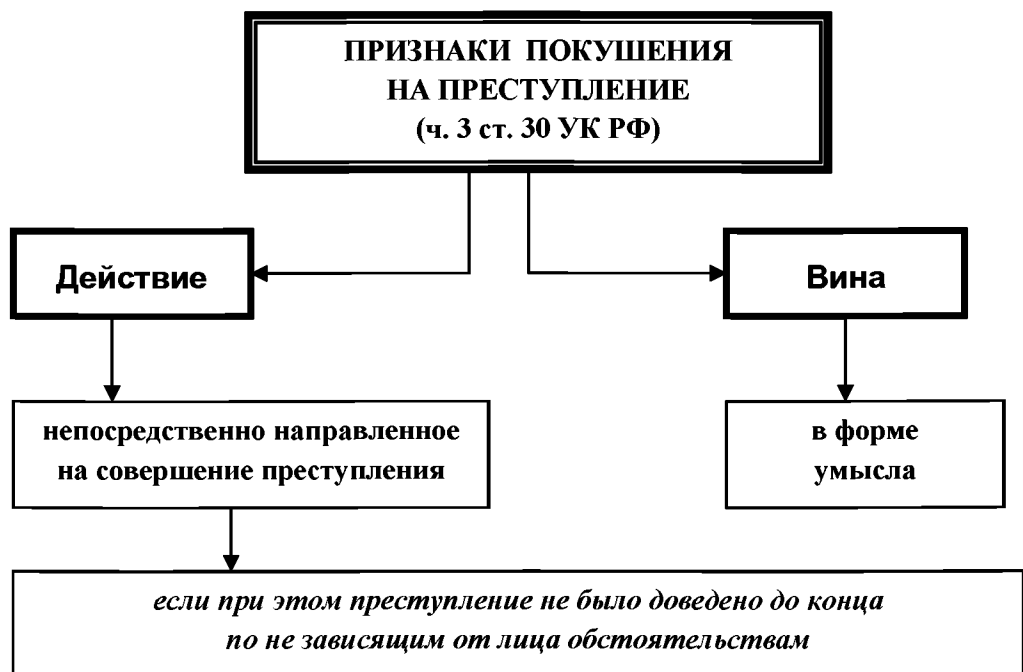 ПРИЗНАКИ ПОКУШЕНИЯ
НА ПРЕСТУПЛЕНИЕ
(ч. 3 ст. 30 УК РФ)
Действие
Вина
непосредственно направленное
на совершение преступления
в форме
умысла
если при этом преступление не было доведено до конца
по не зависящим от лица обстоятельствам